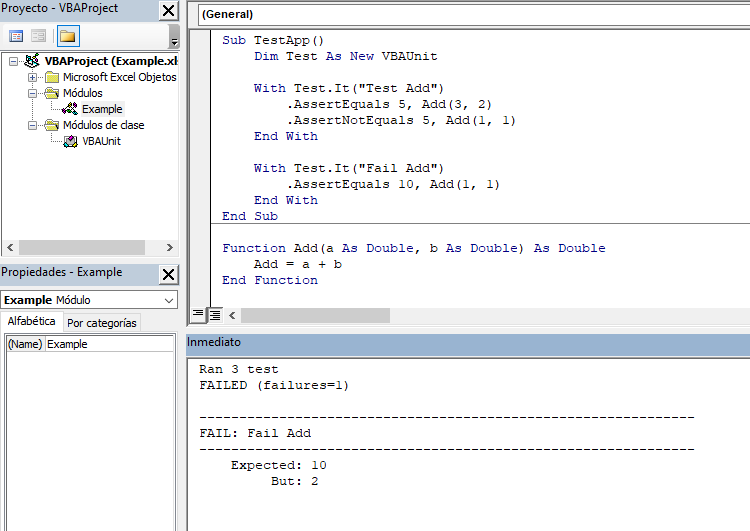 Proyecto - VBAProject
VBAProject (Example.xl
Microsoft Excel Objetos
Módulos
Example
Módulos de clase
VBAUnit
Propiedades - Example
Example Módulo
Alfabética
Por categorías
(Name) Example
(General)
Sub TestApp()
    Dim Test As New VBAUnit

    With Test.It("Test Add")
        .AssertEquals 5, Add(3, 2)
        .AssertNotEquals 5, Add(1, 1)
    End With

    With Test.It("Fail Add")
        .AssertEquals 10, Add(1, 1)
    End With
End Sub

Function Add(a As Double, b As Double) As Double
    Add = a + b
End Function
Inmediato
Ran 3 test
FAILED (failures=1)

--------------------------------------------------------------
FAIL: Fail Add
--------------------------------------------------------------
    Expected: 10
         But: 2